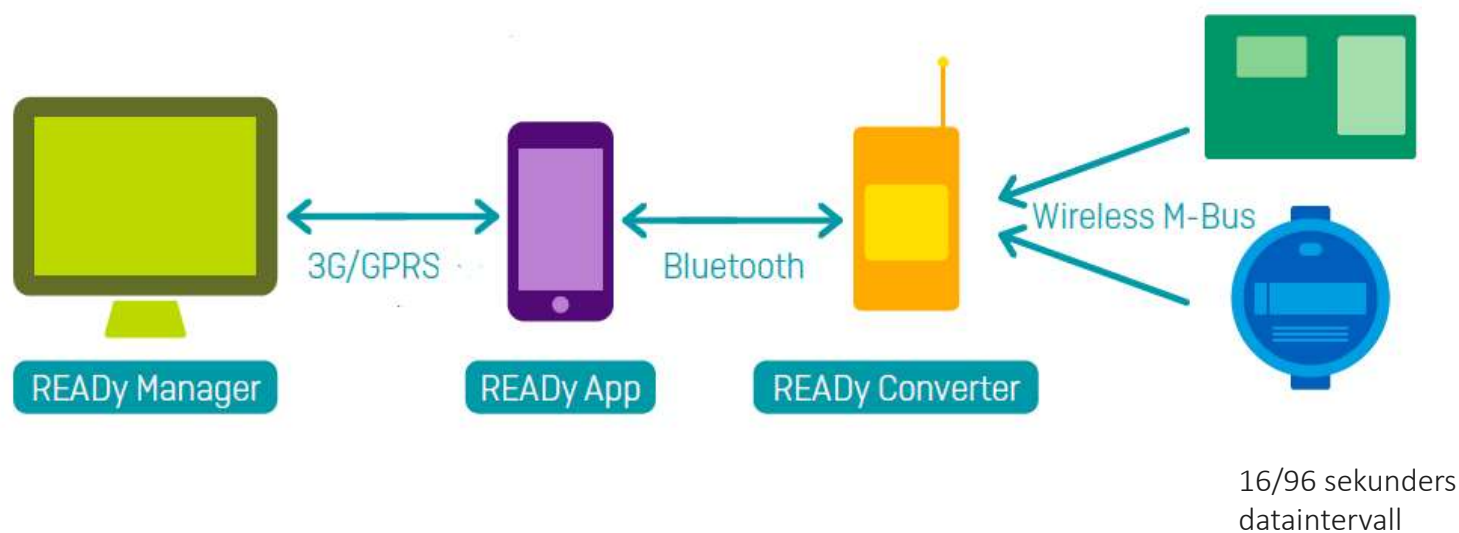 3G/GPRS
Bluetooth
Wireless M-Bus
READy Manager
READy App
READy Converter
16/96 sekunders
dataintervall